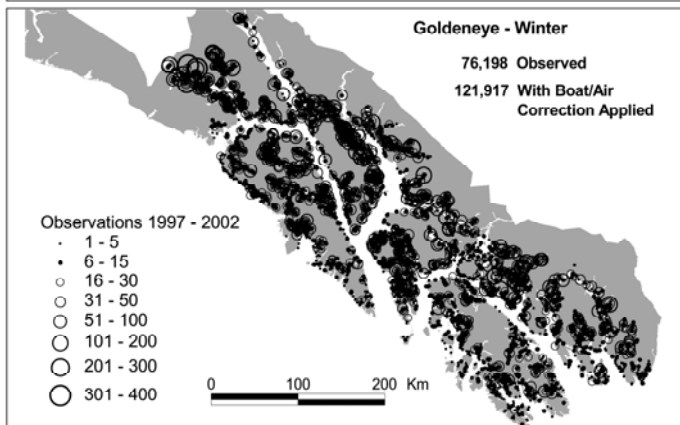 Goldeneye - Winter
76,198 Observed
121,917 With Boat/Air
Correction Applied
Observations 1997 - 2002
1 - 5
6 - 15
16 - 30
31 - 50
51 - 100
101 - 200
201 - 300
301 - 400
0 100 200 Km